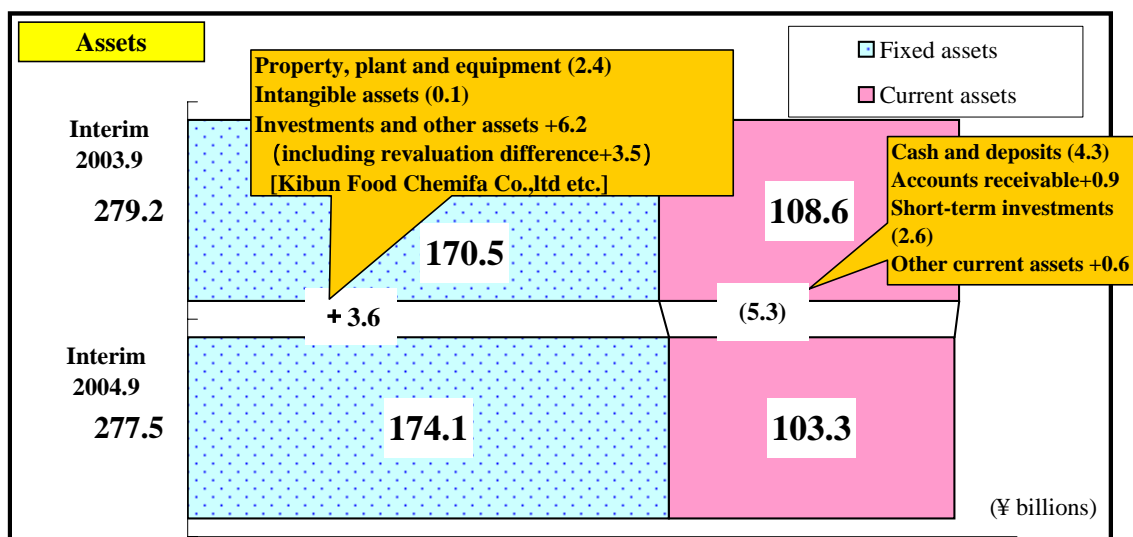 Assets
Fixed assets
Current assets
Property, plant and equipment (2.4)
Intangible assets (0.1)
Investments and other assets +6.2
(including revaluation difference+3.5)
[Kibun Food Chemifa Co.,ltd etc.]
Cash and deposits (4.3)
Accounts receivable+0.9
Short-term investments
(2.6)
Other current assets +0.6
Interim
2003.9
279.2
170.5
108.6
+ 3.6
(5.3)
Interim
2004.9
277.5
174.1
103.3
(¥ billions)